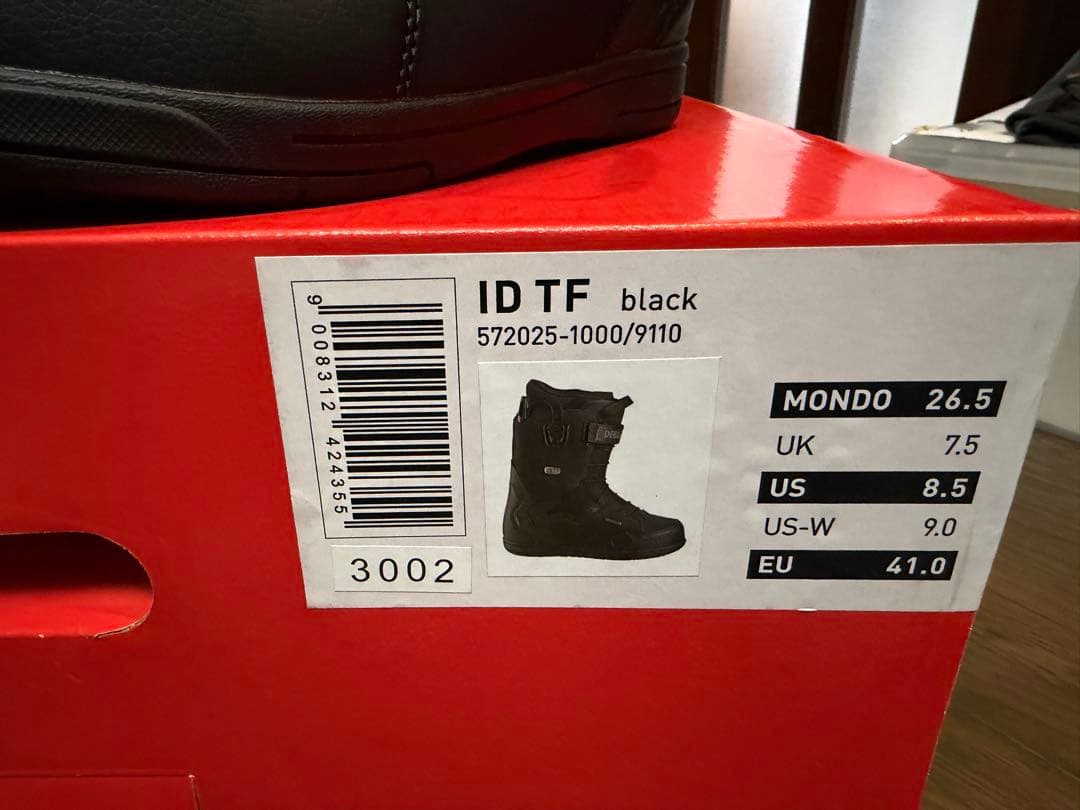 9 008312 424355
3002
ID TF black
572025-1000/9110
MONDO 26.5
UK 7.5
US 8.5
US-W 9.0
EU 41.0